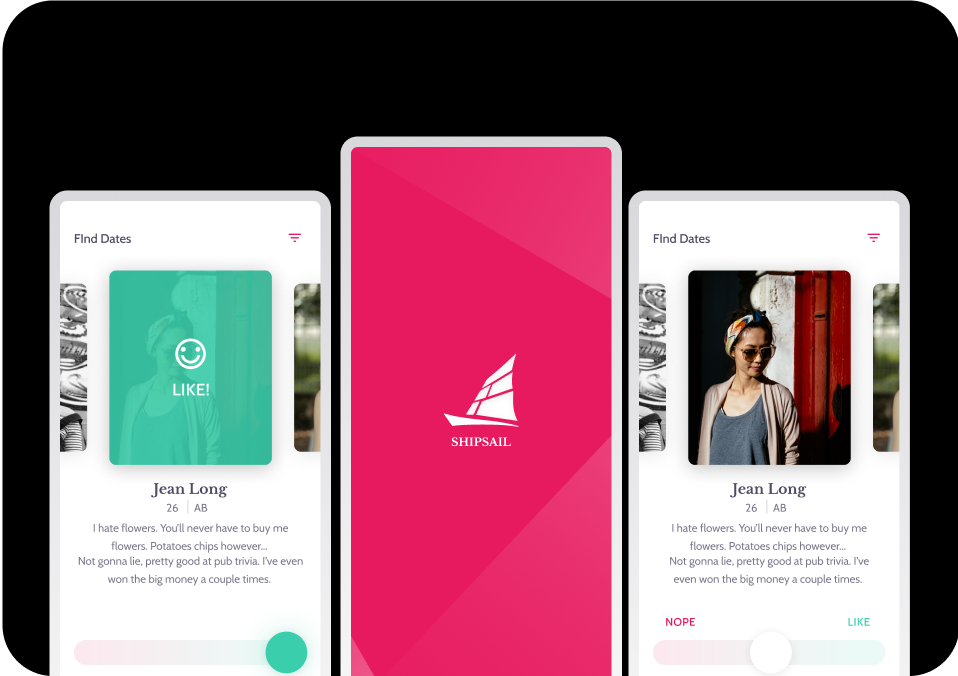 FInd Dates
LIKE!
Jean Long
26 AB
I hate flowers. You'll never have to buy me
flowers. Potatoes chips however...
Not gonna lie, pretty good at pub trivia. I've even
won the big money a couple times.
SHIPSAIL
FInd Dates
Jean Long
26 AB
I hate flowers. You'll never have to buy me
flowers. Potatoes chips however...
Not gonna lie, pretty good at pub trivia. I've
even won the big money a couple times.
NOPE LIKE